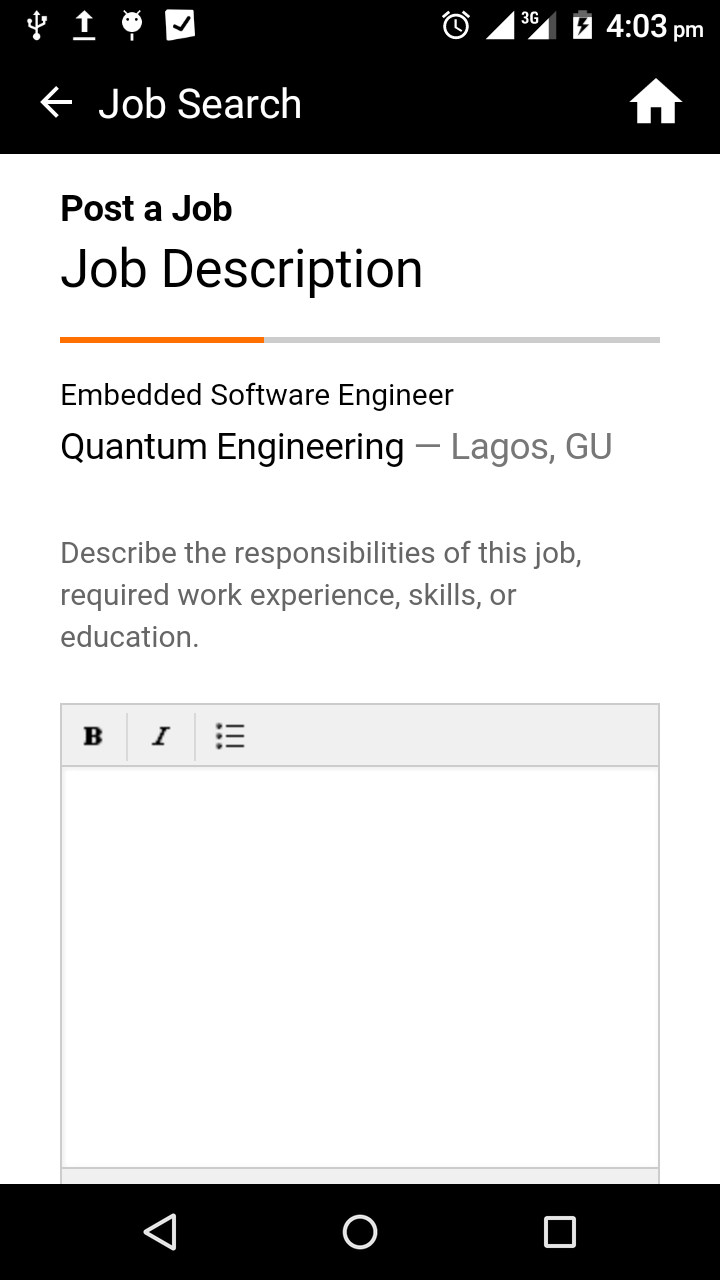 3G 4:03 pm
Job Search
Post a Job
Job Description
Embedded Software Engineer
Quantum Engineering — Lagos, GU
Describe the responsibilities of this job,
required work experience, skills, or
education.
B I